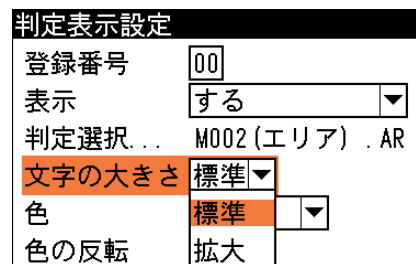 判定表示設定
登録番号 00
表示 する
判定選択... M002(エリア) .AR
文字の大きさ 標準
色 標準
色の反転 拡大